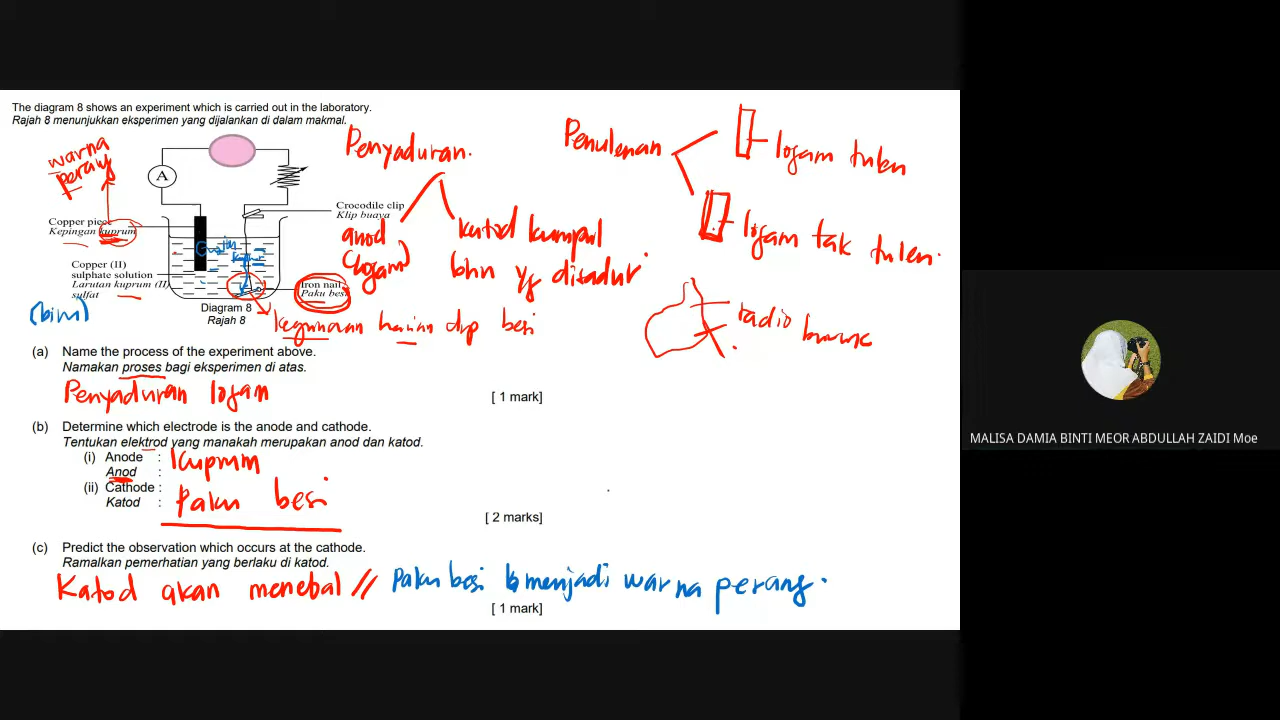 The diagram 8 shows an experiment which is carried out in the laboratory.
Rajah 8 menunjukkan eksperimen yang dijalankan di dalam makmal.
warna
perang
A
Copper piece
Kepingan kuprum
Copper (II)
sulphate solution
Larutan kuprum (II)
sulfat
(biru)
Crocodile clip
Klip buaya
Iron nail
Paku besi
Diagram 8
Rajah 8
Penyaduran.
anod
(logam)
katod kumpul
bhn yg disadur.
kegunaan harian drp besi
Penulenan
logam tulen
logam tak tulen.
radio
(a) Name the process of the experiment above.
Namakan proses bagi eksperimen di atas.
Penyaduran logam
[ 1 mark]
(b) Determine which electrode is the anode and cathode.
Tentukan elektrod yang manakah merupakan anod dan katod.
(i) Anode : Kuprum
Anod :
(ii) Cathode : Paku besi
Katod :
[ 2 marks]
(c) Predict the observation which occurs at the cathode.
Ramalkan pemerhatian yang berlaku di katod.
Katod akan menebal // Paku besi menjadi warna perang.
[ 1 mark]
MALISA DAMIA BINTI MEOR ABDULLAH ZAIDI Moe